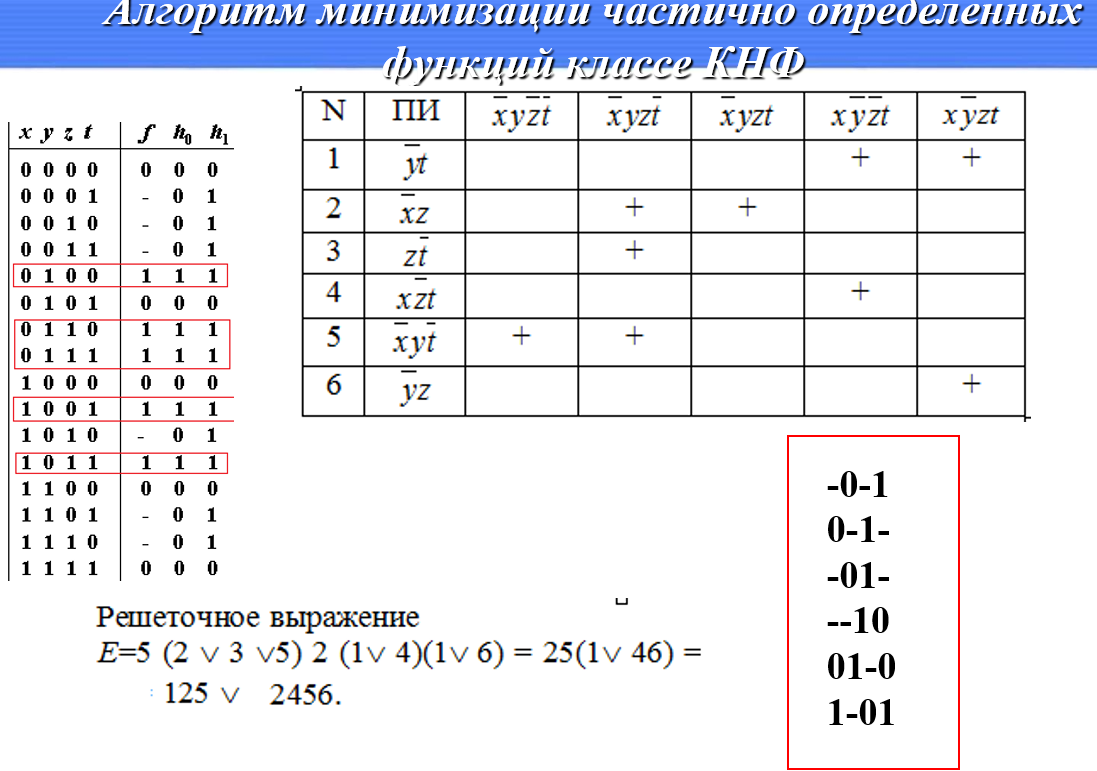 Алгоритм минимизации частично определенных
функций классе КНФ
x y z t f h₀ h₁
0 0 0 0 0 0 0
0 0 0 1 - 0 1
0 0 1 0 - 0 1
0 0 1 1 - 0 1
0 1 0 0 1 1 1
0 1 0 1 0 0 0
0 1 1 0 1 1 1
0 1 1 1 1 1 1
1 0 0 0 0 0 0
1 0 0 1 1 1 1
1 0 1 0 - 0 1
1 0 1 1 1 1 1
1 1 0 0 0 0 0
1 1 0 1 - 0 1
1 1 1 0 - 0 1
1 1 1 1 0 0 0
N ПИ x̅yz̅t̅ x̅yzt̅ x̅yzt xy̅z̅t xy̅zt
1 y̅t + +
2 x̅z + +
3 zt̅ +
4 xz̅t +
5 x̅yt̅ + +
6 y̅z +
-0-1
0-1-
-01-
--10
01-0
1-01
Решеточное выражение
E=5 (2 ∨ 3 ∨5) 2 (1∨ 4)(1∨ 6) = 25(1∨ 46) =
125 ∨ 2456.